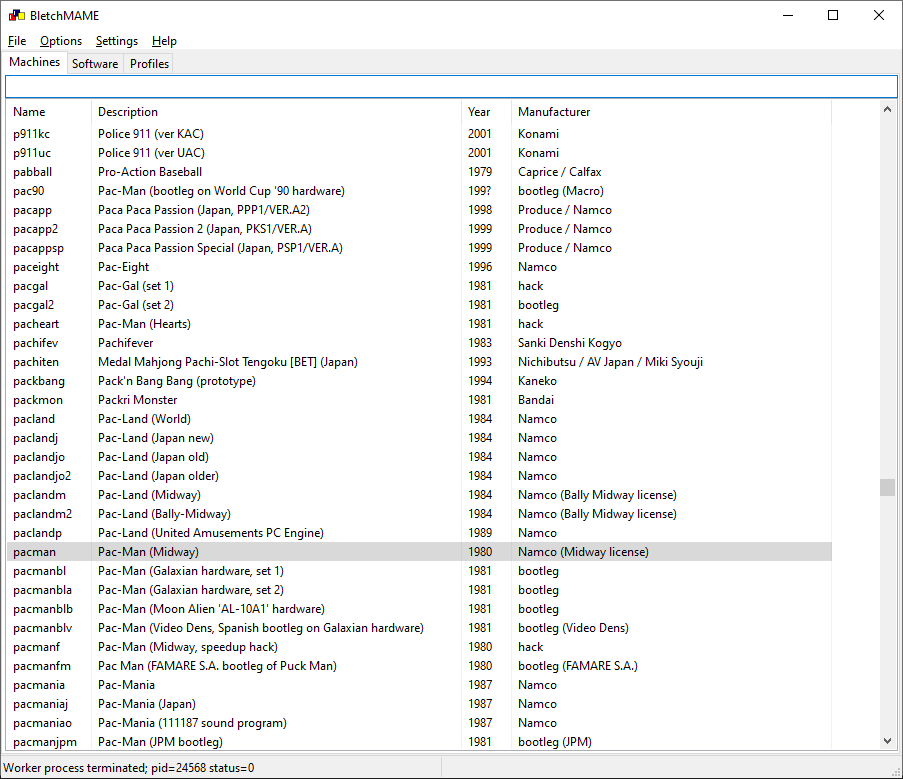 BletchMAME
File Options Settings Help
Machines Software Profiles
Name Description Year Manufacturer
p911kc Police 911 (ver KAC) 2001 Konami
p911uc Police 911 (ver UAC) 2001 Konami
pabball Pro-Action Baseball 1979 Caprice / Calfax
pac90 Pac-Man (bootleg on World Cup '90 hardware) 199? bootleg (Macro)
pacapp Paca Paca Passion (Japan, PPP1/VER.A2) 1998 Produce / Namco
pacapp2 Paca Paca Passion 2 (Japan, PKS1/VER.A) 1999 Produce / Namco
pacappsp Paca Paca Passion Special (Japan, PSP1/VER.A) 1999 Produce / Namco
paceight Pac-Eight 1996 Namco
pacgal Pac-Gal (set 1) 1981 hack
pacgal2 Pac-Gal (set 2) 1981 bootleg
pacheart Pac-Man (Hearts) 1981 hack
pachifev Pachifever 1983 Sanki Denshi Kogyo
pachiten Medal Mahjong Pachi-Slot Tengoku [BET] (Japan) 1993 Nichibutsu / AV Japan / Miki Syouji
packbang Pack'n Bang Bang (prototype) 1994 Kaneko
packmon Packri Monster 1981 Bandai
pacland Pac-Land (World) 1984 Namco
paclandj Pac-Land (Japan new) 1984 Namco
paclandjo Pac-Land (Japan old) 1984 Namco
paclandjo2 Pac-Land (Japan older) 1984 Namco
paclandm Pac-Land (Midway) 1984 Namco (Bally Midway license)
paclandm2 Pac-Land (Bally-Midway) 1984 Namco (Bally Midway license)
paclandp Pac-Land (United Amusements PC Engine) 1989 Namco
pacman Pac-Man (Midway) 1980 Namco (Midway license)
pacmanbl Pac-Man (Galaxian hardware, set 1) 1981 bootleg
pacmanbla Pac-Man (Galaxian hardware, set 2) 1981 bootleg
pacmanblb Pac-Man (Moon Alien 'AL-10A1' hardware) 1981 bootleg
pacmanblv Pac-Man (Video Dens, Spanish bootleg on Galaxian hardware) 1981 bootleg (Video Dens)
pacmanf Pac-Man (Midway, speedup hack) 1980 hack
pacmanfm Pac Man (FAMARE S.A. bootleg of Puck Man) 1980 bootleg (FAMARE S.A.)
pacmania Pac-Mania 1987 Namco
pacmaniaj Pac-Mania (Japan) 1987 Namco
pacmaniao Pac-Mania (111187 sound program) 1987 Namco
pacmanjpm Pac-Man (JPM bootleg) 1981 bootleg (JPM)
Worker process terminated; pid=24568 status=0